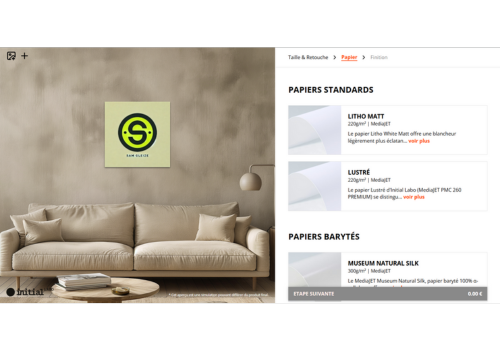 SAM GLEIZE
initial
Taille & Retouche > Papier > Finition
PAPIERS STANDARDS
LITHO MATT
220g/m² | MediaJET
Le papier Litho White Matt offre une blancheur
légèrement plus éclatan... voir plus
LUSTRÉ
220g/m² | MediaJET
Le papier Lustré d'Initial Labo (MediaJET PMC 260
PREMIUM) se distingu... voir plus
PAPIERS BARYTÉS
MUSEUM NATURAL SILK
300g/m² | MediaJET
Le MediaJET Museum Natural Silk, papier baryté 100% α-
ETAPE SUIVANTE 0.00 €